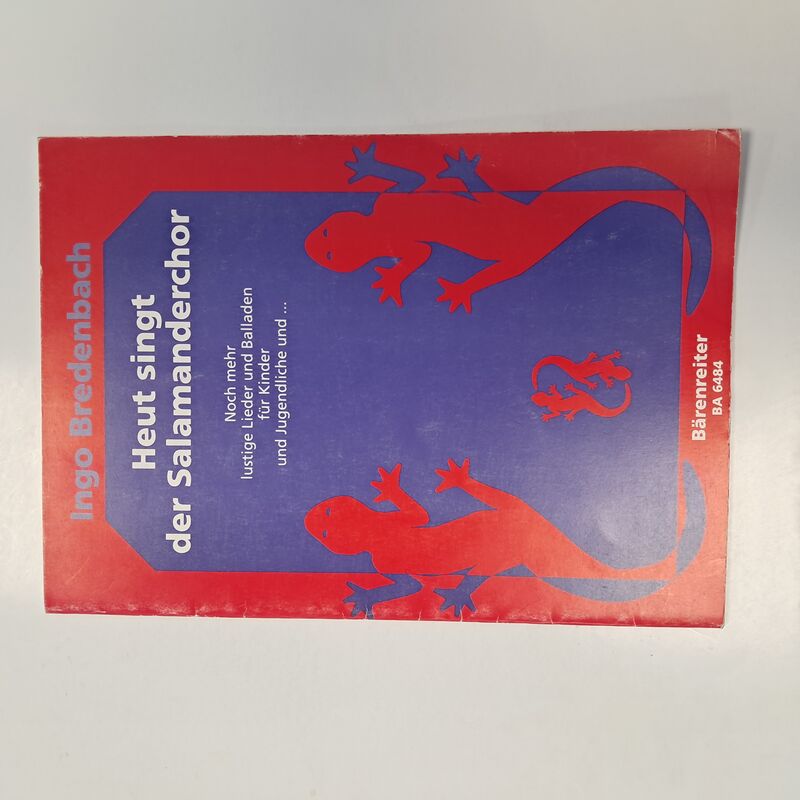 Ingo Bredenbach
Heut singt
der Salamanderchor
Noch mehr
lustige Lieder und Balladen
für Kinder
und Jugendliche und ...
Bärenreiter
BA 6484